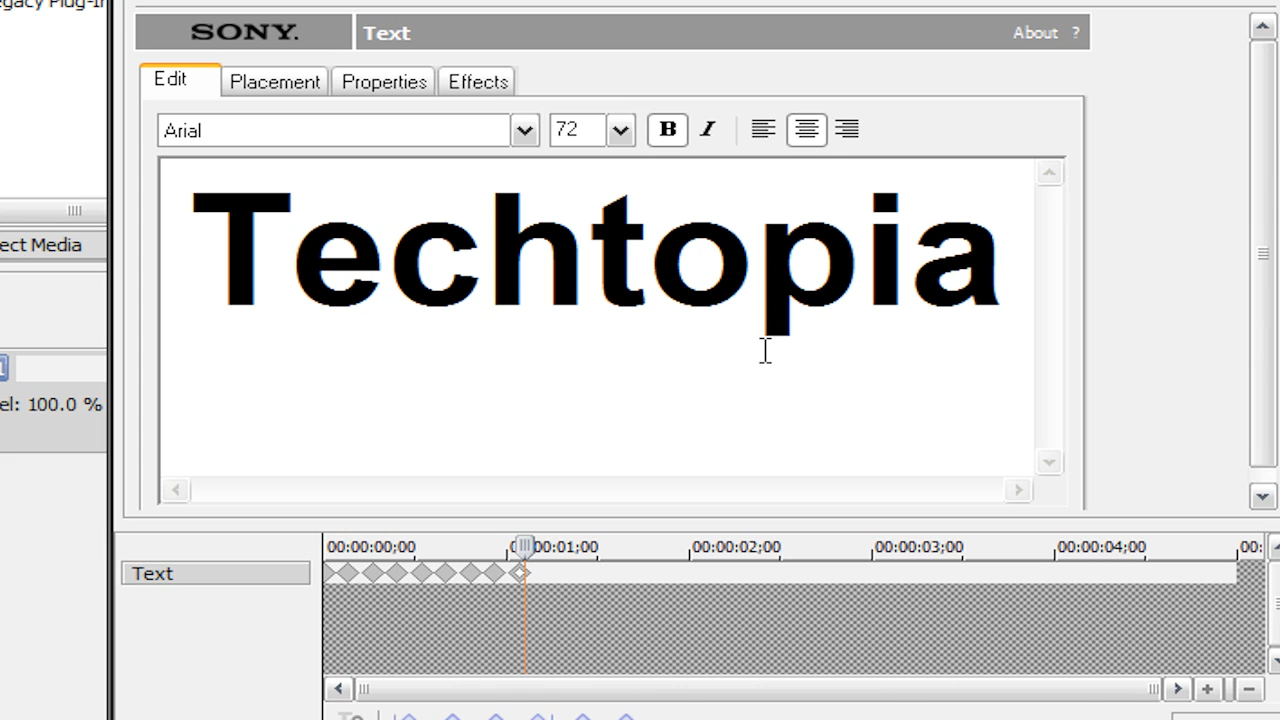 egacy Plug-In
SONY. Text About ?
Edit Placement Properties Effects
Arial 72 B I
Techtopia
ect Media
el: 100.0 %
00:00:00;00 00:00:01;00 00:00:02;00 00:00:03;00 00:00:04;00 00:
Text